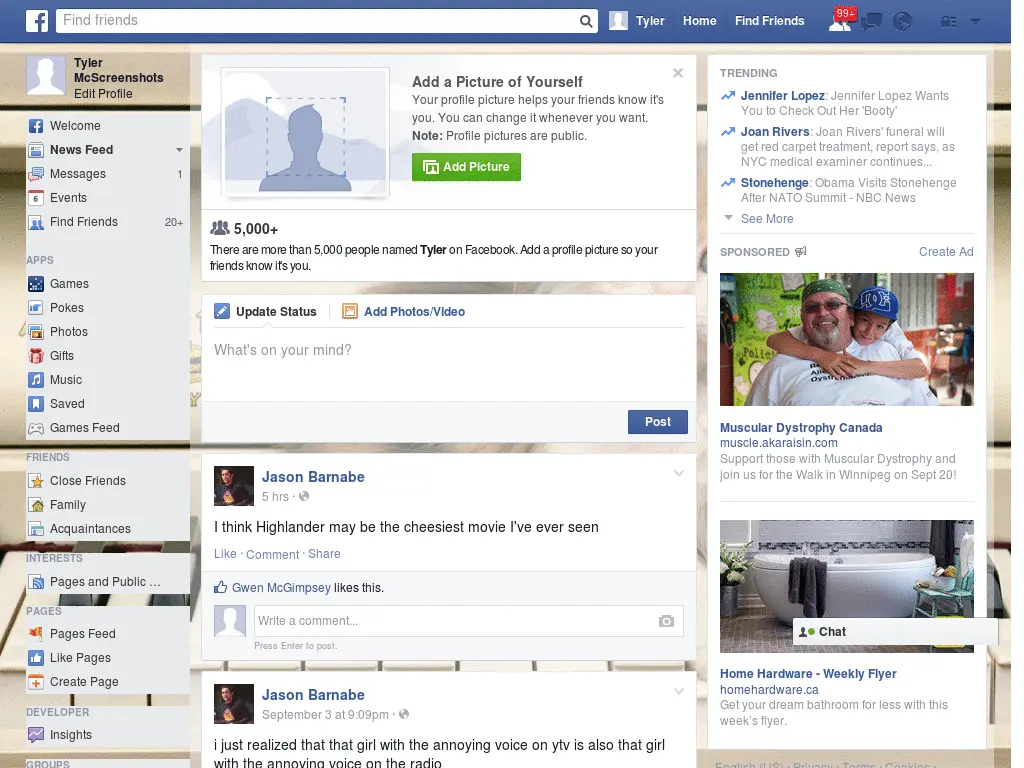 Find friends
Tyler
Home
Find Friends
99+
Tyler
McScreenshots
Edit Profile
Welcome
News Feed
Messages 1
6 Events
Find Friends 20+
APPS
Games
Pokes
Photos
Gifts
Music
Saved
Games Feed
FRIENDS
Close Friends
Family
Acquaintances
INTERESTS
Pages and Public ...
PAGES
Pages Feed
Like Pages
Create Page
DEVELOPER
Insights
GROUPS
Add a Picture of Yourself
Your profile picture helps your friends know it's
you. You can change it whenever you want.
Note: Profile pictures are public.
Add Picture
5,000+
There are more than 5,000 people named Tyler on Facebook. Add a profile picture so your
friends know it's you.
Update Status
Add Photos/Video
What's on your mind?
Post
Jason Barnabe
5 hrs ·
I think Highlander may be the cheesiest movie I've ever seen
Like · Comment · Share
Gwen McGimpsey likes this.
Write a comment...
Press Enter to post.
Jason Barnabe
September 3 at 9:09pm ·
i just realized that that girl with the annoying voice on ytv is also that girl
with the annoying voice on the radio
TRENDING
Jennifer Lopez: Jennifer Lopez Wants
You to Check Out Her 'Booty'
Joan Rivers: Joan Rivers' funeral will
get red carpet treatment, report says, as
NYC medical examiner continues...
Stonehenge: Obama Visits Stonehenge
After NATO Summit - NBC News
See More
SPONSORED
Create Ad
Muscular Dystrophy Canada
muscle.akaraisin.com
Support those with Muscular Dystrophy and
join us for the Walk in Winnipeg on Sept 20!
Chat
Home Hardware - Weekly Flyer
homehardware.ca
Get your dream bathroom for less with this
week's flyer.
English (US) · Privacy · Terms · Cookies ·